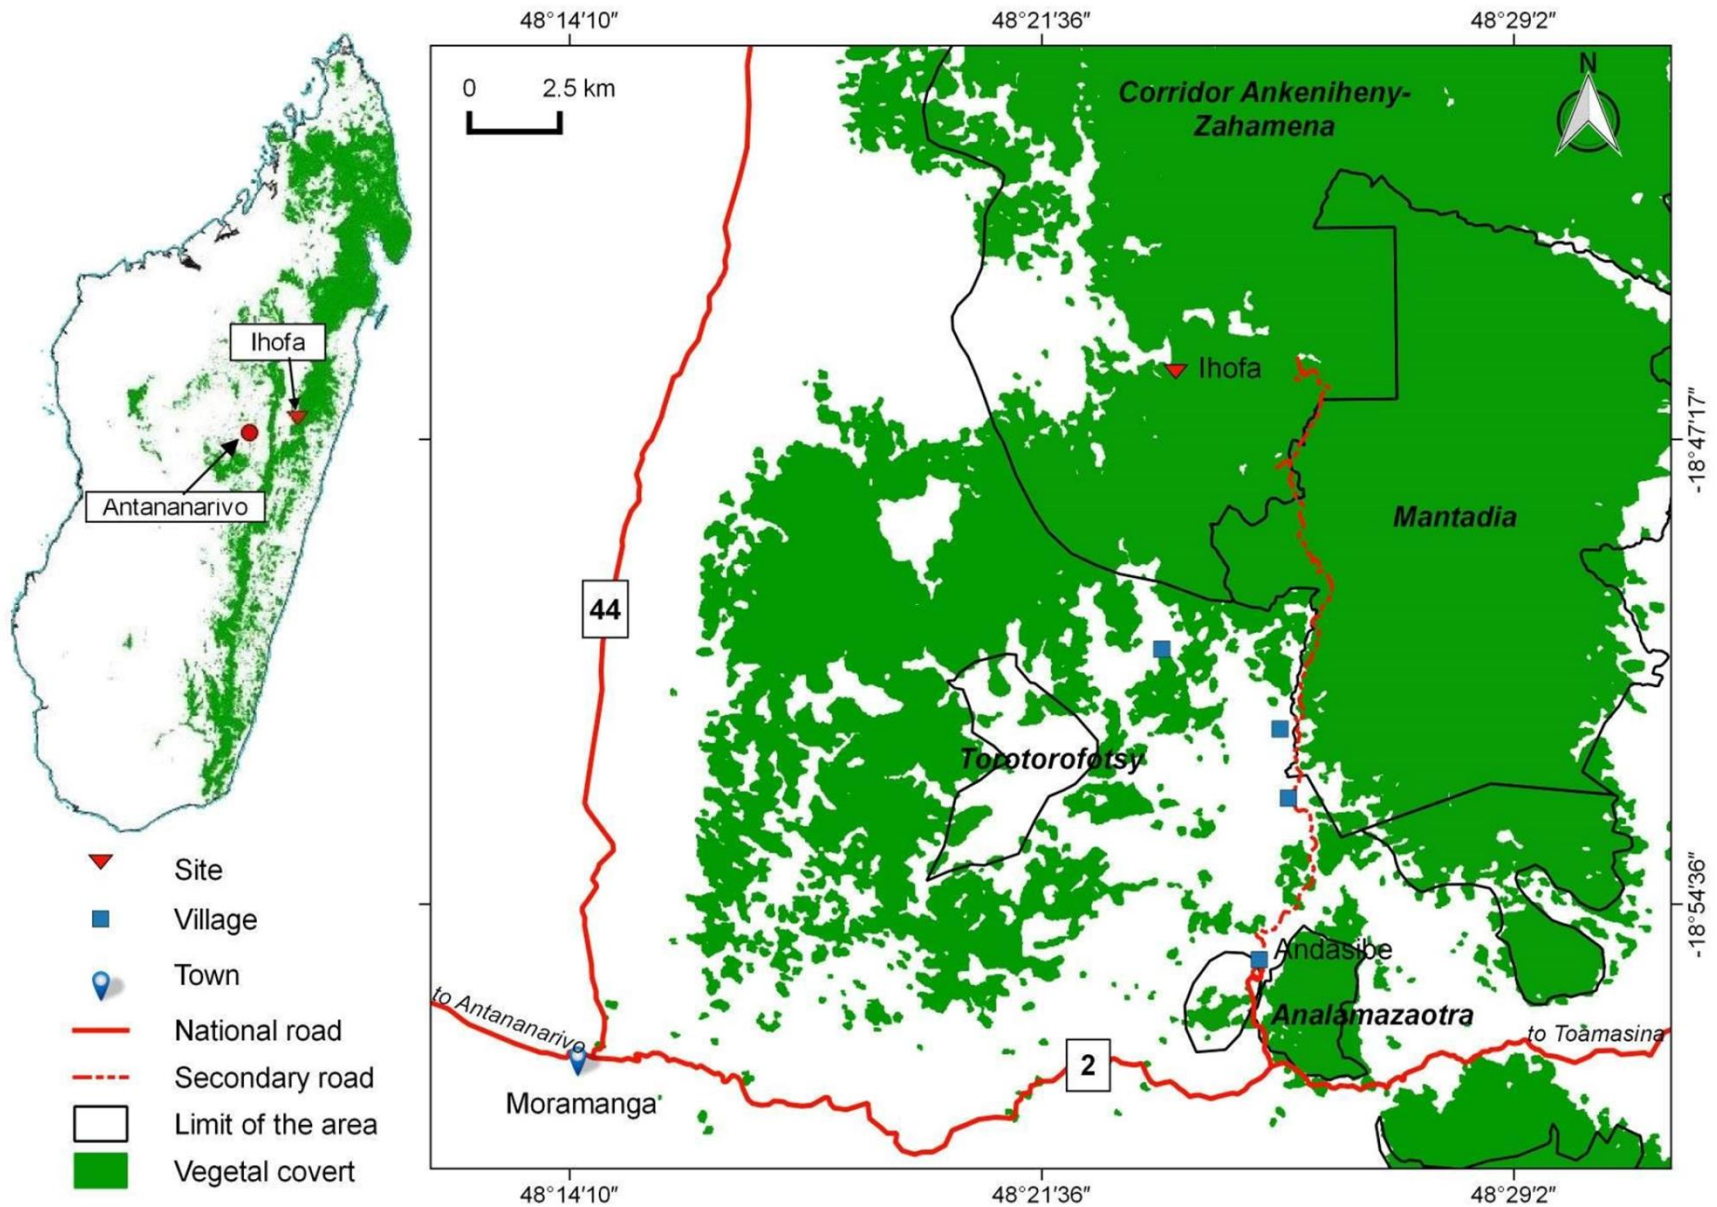 48°14'10"
48°21'36"
48°29'2"
0
2.5 km
Corridor Ankeniheny-
Zahamena
N
Ihofa
Ihofa
-18°47'17"
Antananarivo
Mantadia
44
Torotorofotsy
Site
Village
Town
National road
Secondary road
Limit of the area
Vegetal covert
-18°54'36"
Andasibe
to Antananarivo
Analamazaotra
to Toamasina
2
Moramanga
48°14'10"
48°21'36"
48°29'2"